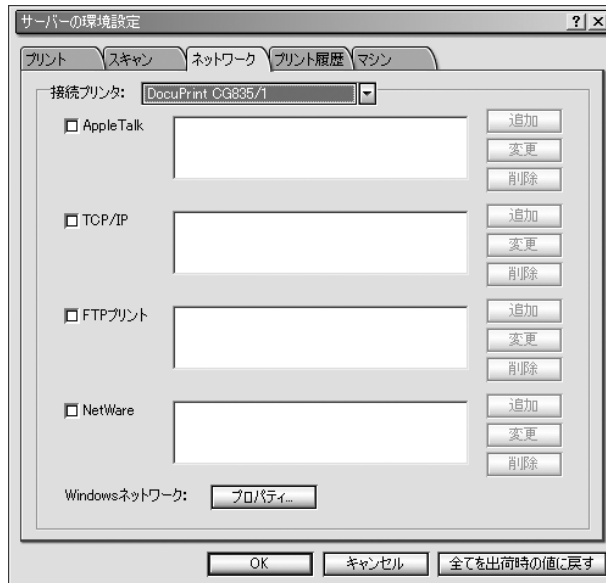 サーバーの環境設定
? ×
プリント スキャン ネットワーク プリント履歴 マシン
接続プリンタ: DocuPrint CG835/1
AppleTalk
追加
変更
削除
TCP/IP
追加
変更
削除
FTPプリント
追加
変更
削除
NetWare
追加
変更
削除
Windowsネットワーク: プロパティ...
OK キャンセル 全てを出荷時の値に戻す